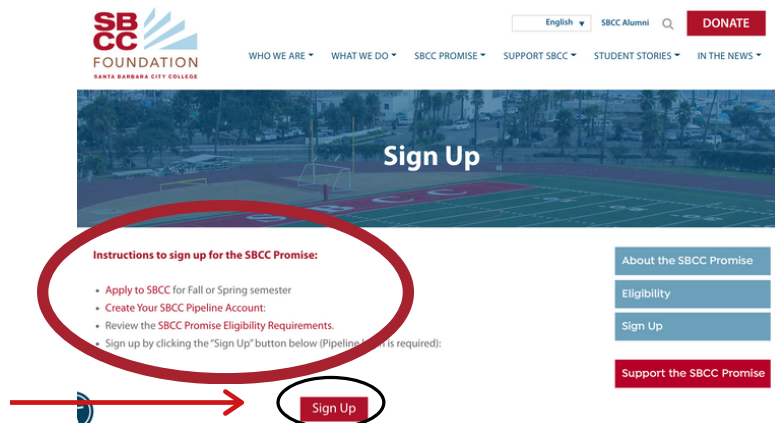 SB
CC
FOUNDATION
SANTA BARBARA CITY COLLEGE
English
SBCC Alumni
DONATE
WHO WE ARE
WHAT WE DO
SBCC PROMISE
SUPPORT SBCC
STUDENT STORIES
IN THE NEWS
Sign Up
S B C C
Instructions to sign up for the SBCC Promise:
• Apply to SBCC for Fall or Spring semester
• Create Your SBCC Pipeline Account:
• Review the SBCC Promise Eligibility Requirements.
• Sign up by clicking the "Sign Up" button below (Pipeline is required):
Sign Up
About the SBCC Promise
Eligibility
Sign Up
Support the SBCC Promise